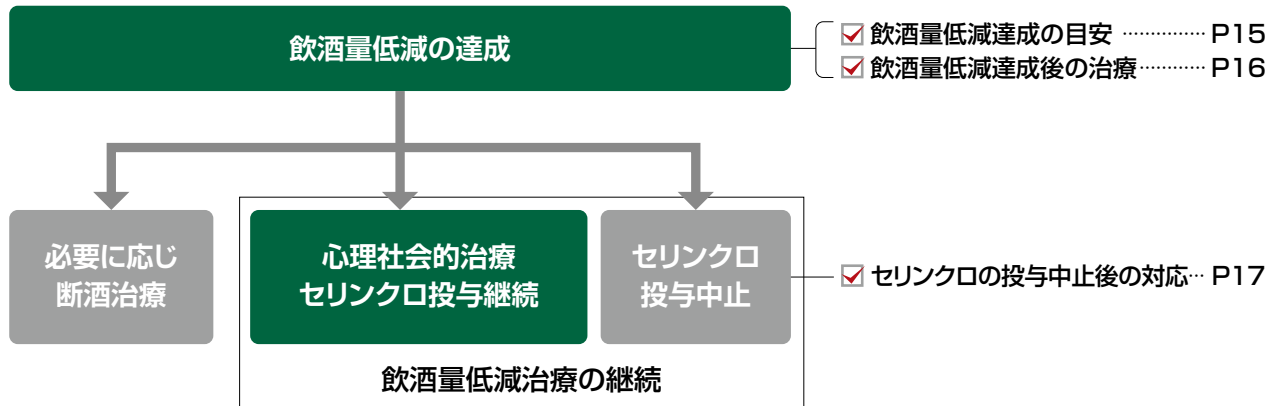 飲酒量低減の達成
飲酒量低減達成の目安 …………… P15
飲酒量低減達成後の治療………… P16
必要に応じ
断酒治療
心理社会的治療
セリンクロ投与継続
セリンクロ
投与中止
セリンクロの投与中止後の対応… P17
飲酒量低減治療の継続